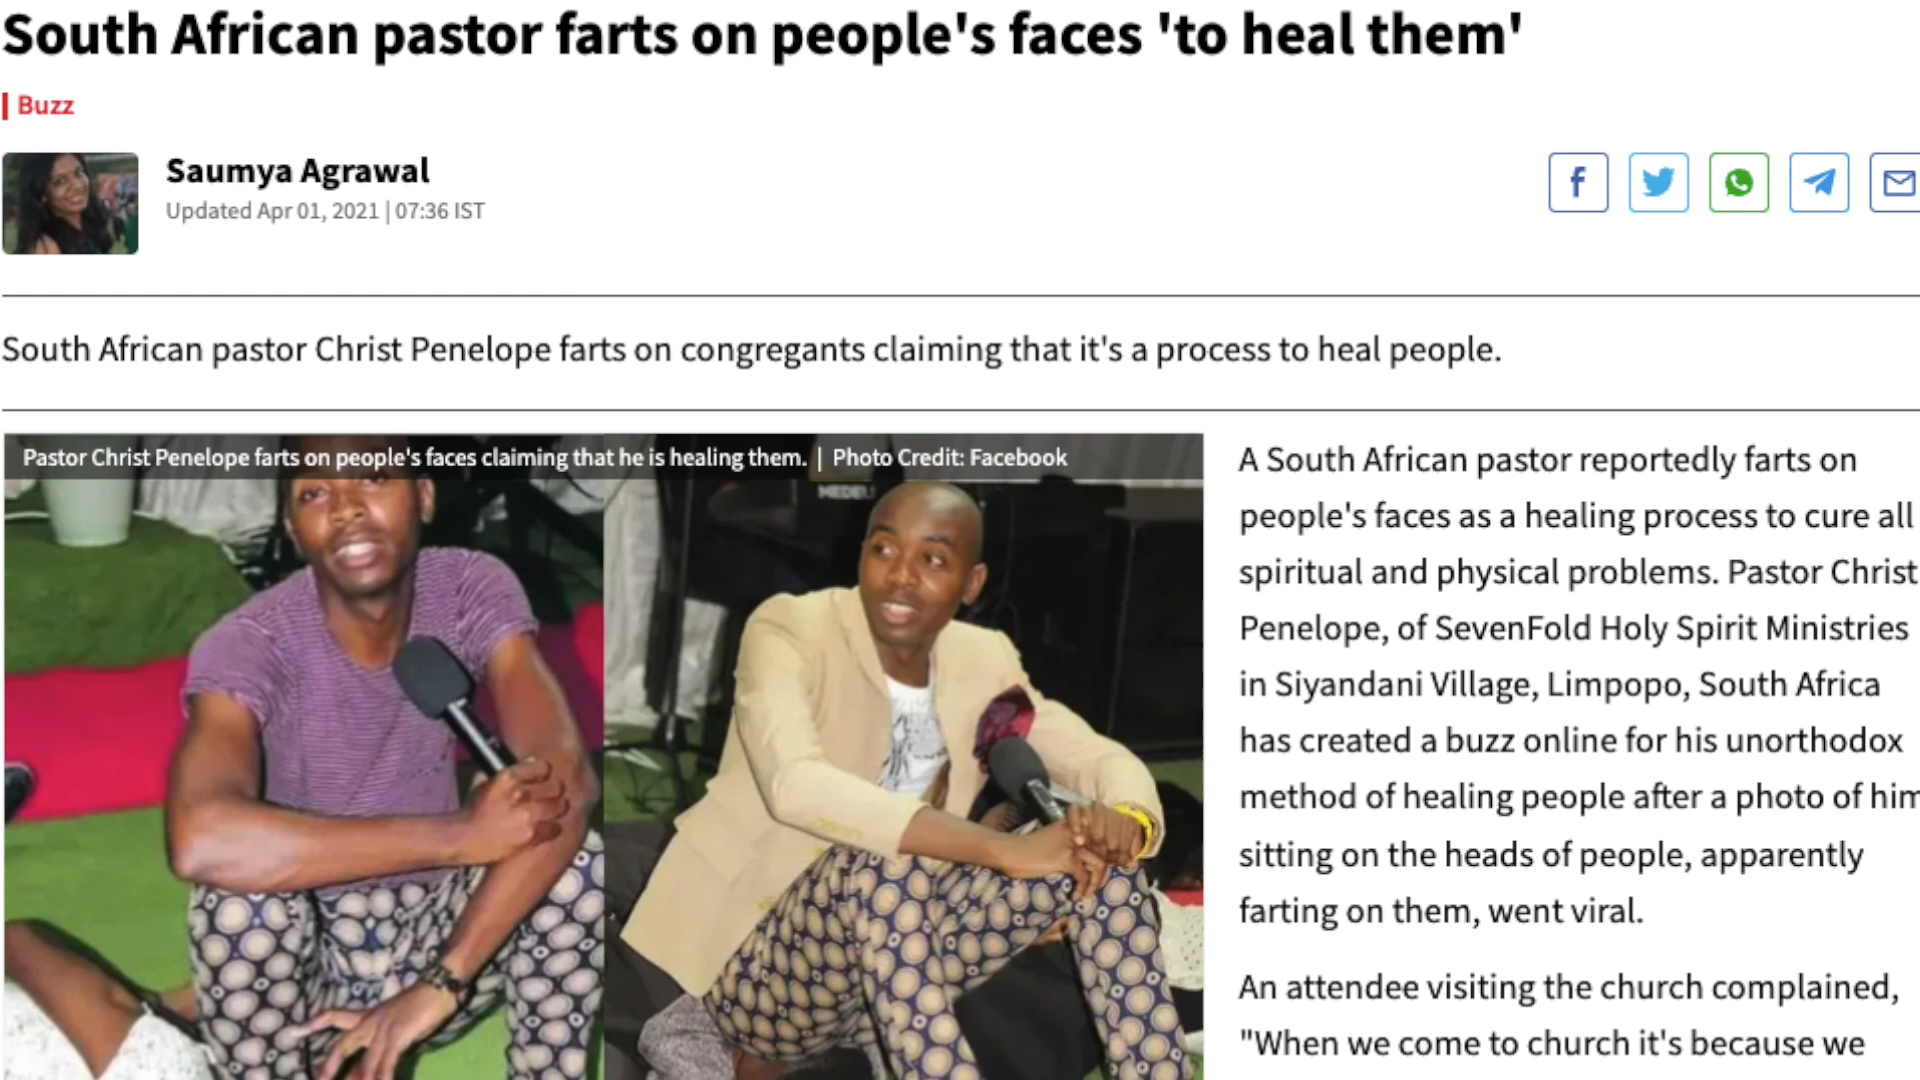 South African pastor farts on people's faces 'to heal them'
Buzz
Saumya Agrawal
Updated Apr 01, 2021 | 07:36 IST
South African pastor Christ Penelope farts on congregants claiming that it's a process to heal people.
Pastor Christ Penelope farts on people's faces claiming that he is healing them. | Photo Credit: Facebook
A South African pastor reportedly farts on
people's faces as a healing process to cure all
spiritual and physical problems. Pastor Christ
Penelope, of SevenFold Holy Spirit Ministries
in Siyandani Village, Limpopo, South Africa
has created a buzz online for his unorthodox
method of healing people after a photo of him
sitting on the heads of people, apparently
farting on them, went viral.
An attendee visiting the church complained,
"When we come to church it's because we